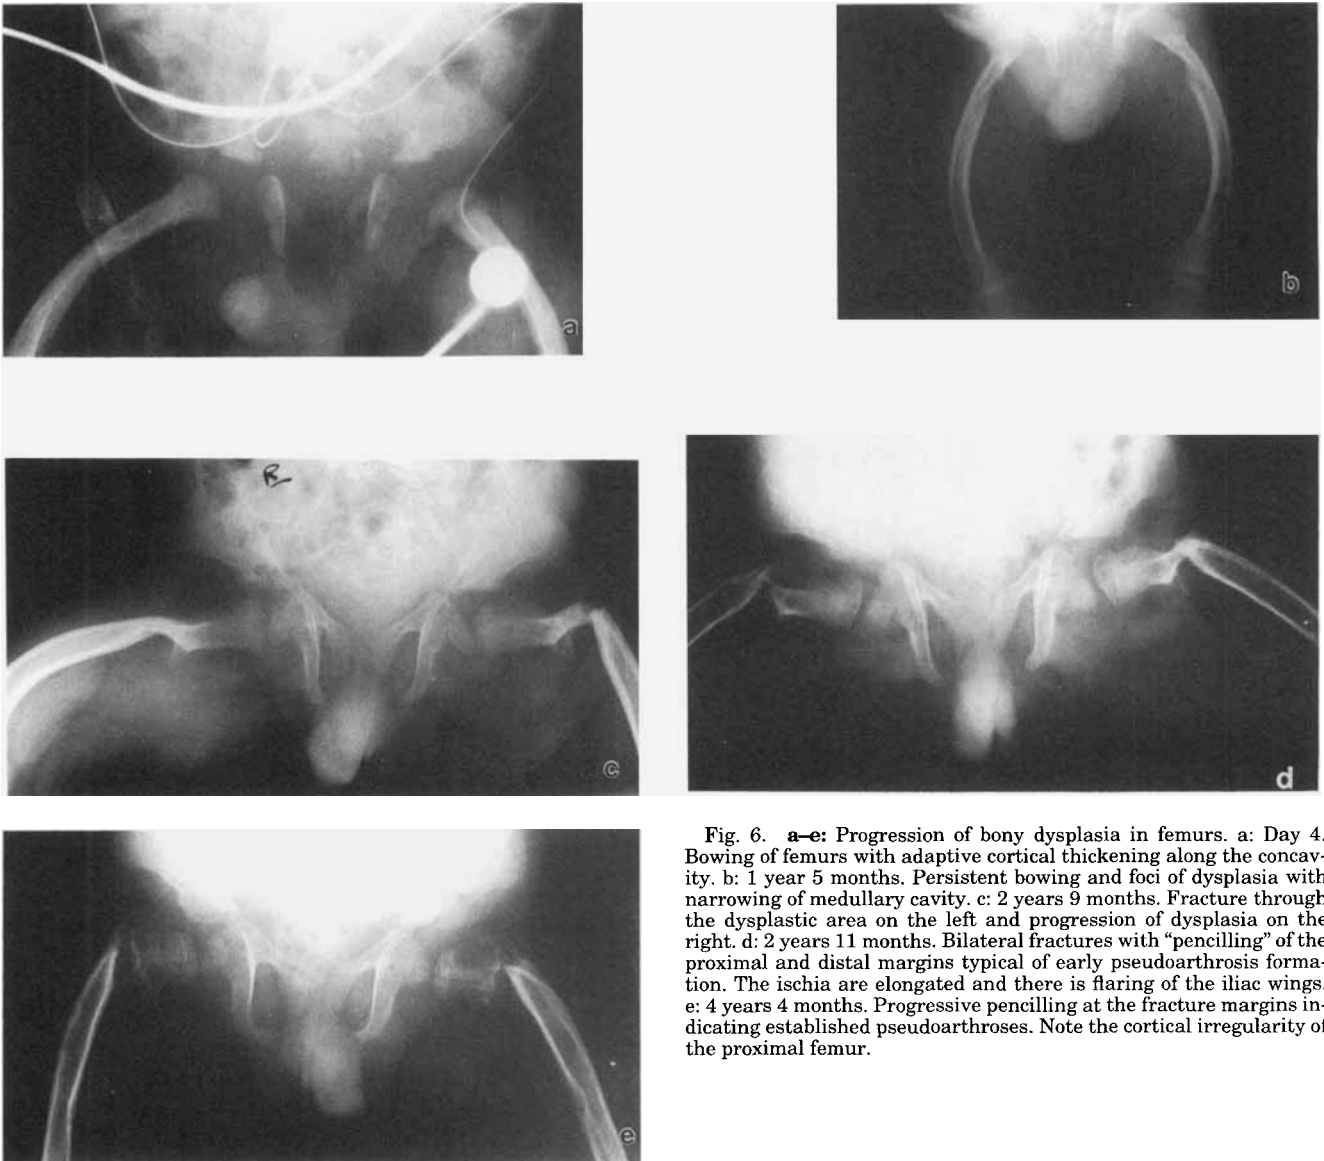 a
b
R
c
d
e
Fig. 6. a–e: Progression of bony dysplasia in femurs. a: Day 4.
Bowing of femurs with adaptive cortical thickening along the concav-
ity. b: 1 year 5 months. Persistent bowing and foci of dysplasia with
narrowing of medullary cavity. c: 2 years 9 months. Fracture through
the dysplastic area on the left and progression of dysplasia on the
right. d: 2 years 11 months. Bilateral fractures with “pencilling” of the
proximal and distal margins typical of early pseudoarthrosis forma-
tion. The ischia are elongated and there is flaring of the iliac wings.
e: 4 years 4 months. Progressive pencilling at the fracture margins in-
dicating established pseudoarthroses. Note the cortical irregularity of
the proximal femur.